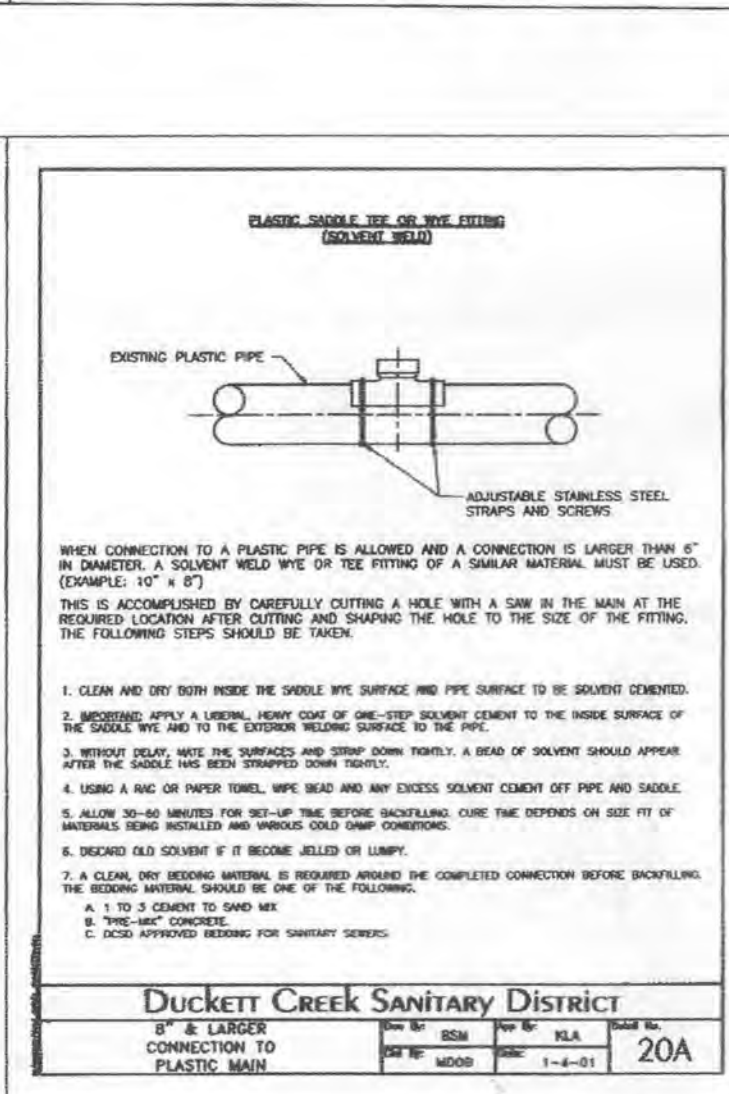 PLASTIC SADDLE TEE OR WYE FITTING
(SOLVENT WELD)
EXISTING PLASTIC PIPE
ADJUSTABLE STAINLESS STEEL
STRAPS AND SCREWS
WHEN CONNECTION TO A PLASTIC PIPE IS ALLOWED AND A CONNECTION IS LARGER THAN 6"
IN DIAMETER. A SOLVENT WELD WYE OR TEE FITTING OF A SIMILAR MATERIAL MUST BE USED.
(EXAMPLE: 10" x 8")
THIS IS ACCOMPLISHED BY CAREFULLY CUTTING A HOLE WITH A SAW IN THE MAIN AT THE
REQUIRED LOCATION AFTER CUTTING AND SHAPING THE HOLE TO THE SIZE OF THE FITTING.
THE FOLLOWING STEPS SHOULD BE TAKEN.
1. CLEAN AND DRY BOTH INSIDE THE SADDLE WYE SURFACE AND PIPE SURFACE TO BE SOLVENT CEMENTED.
2. IMPORTANT: APPLY A LIBERAL, HEAVY COAT OF ONE-STEP SOLVENT CEMENT TO THE INSIDE SURFACE OF
THE SADDLE WYE AND TO THE EXTERIOR WELDING SURFACE TO THE PIPE.
3. WITHOUT DELAY, MATE THE SURFACES AND STRAP DOWN TIGHTLY. A BEAD OF SOLVENT SHOULD APPEAR
AFTER THE SADDLE HAS BEEN STRAPPED DOWN TIGHTLY.
4. USING A RAG OR PAPER TOWEL, WIPE BEAD AND ANY EXCESS SOLVENT CEMENT OFF PIPE AND SADDLE.
5. ALLOW 30-60 MINUTES FOR SET-UP TIME BEFORE BACKFILLING. CURE TIME DEPENDS ON SIZE FIT OF
MATERIALS BEING INSTALLED AND VARIOUS COLD DAMP CONDITIONS.
6. DISCARD OLD SOLVENT IF IT BECOME JELLED OR LUMPY.
7. A CLEAN, DRY BEDDING MATERIAL IS REQUIRED AROUND THE COMPLETED CONNECTION BEFORE BACKFILLING.
THE BEDDING MATERIAL SHOULD BE ONE OF THE FOLLOWING.
A. 1 TO 3 CEMENT TO SAND MIX
B. "PRE-MIX" CONCRETE.
C. DCSD APPROVED BEDDING FOR SANITARY SEWERS.
DUCKETT CREEK SANITARY DISTRICT
8" & LARGER
CONNECTION TO
PLASTIC MAIN
Drw By: BSM
App By: KLA
Detail No.
20A
Ckd By: MDOB
Date: 1-4-01